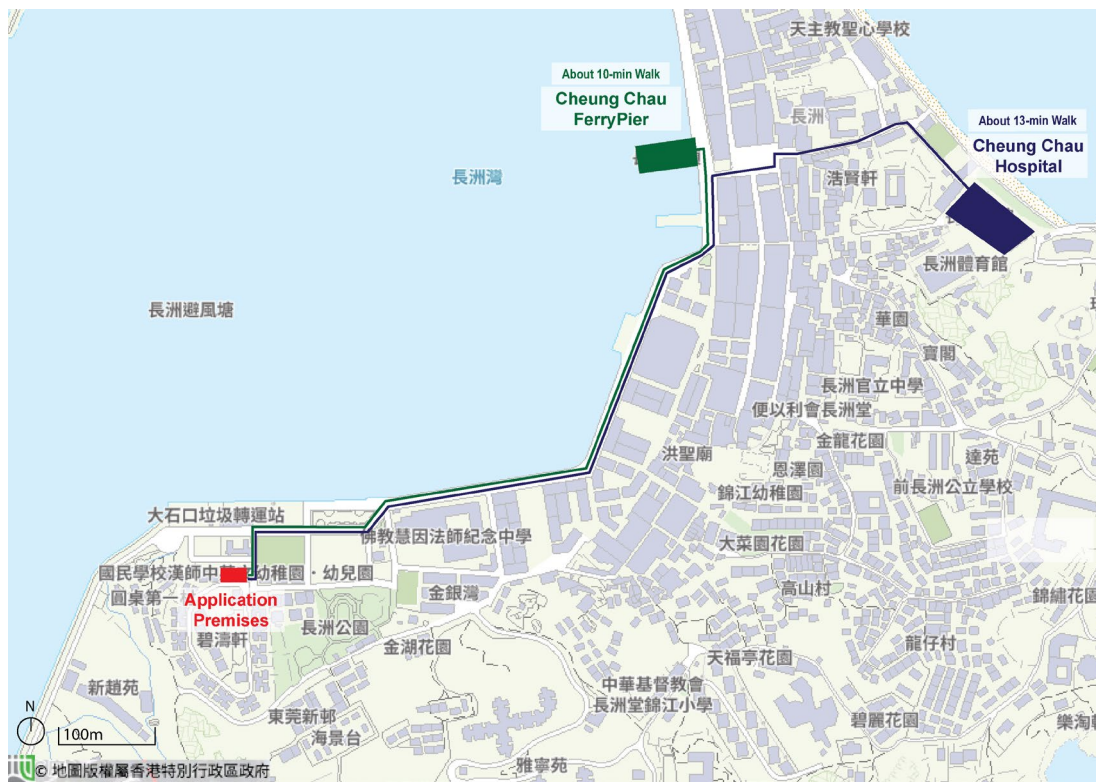 天主教聖心學校
About 10-min Walk
Cheung Chau
FerryPier
長洲
About 13-min Walk
Cheung Chau
Hospital
長洲灣
浩賢軒
長洲體育館
長洲避風塘
華園
寶閣
長洲官立中學
便以利會長洲堂
金龍花園
洪聖廟
恩澤園
達苑
錦江幼稚園
前長洲公立學校
大石口垃圾轉運站
佛教慧因法師紀念中學
大菜園花園
國民學校漢師中
幼稚園・幼兒園
高山村
金銀灣
圓桌第一
Application
Premises
錦繡花園
長洲公園
碧濤軒
金湖花園
龍仔村
天福亭花園
新趙苑
中華基督教會
長洲堂錦江小學
東莞新邨
碧麗花園
海景台
樂淘
N
100m
雅寧苑
© 地圖版權屬香港特別行政區政府